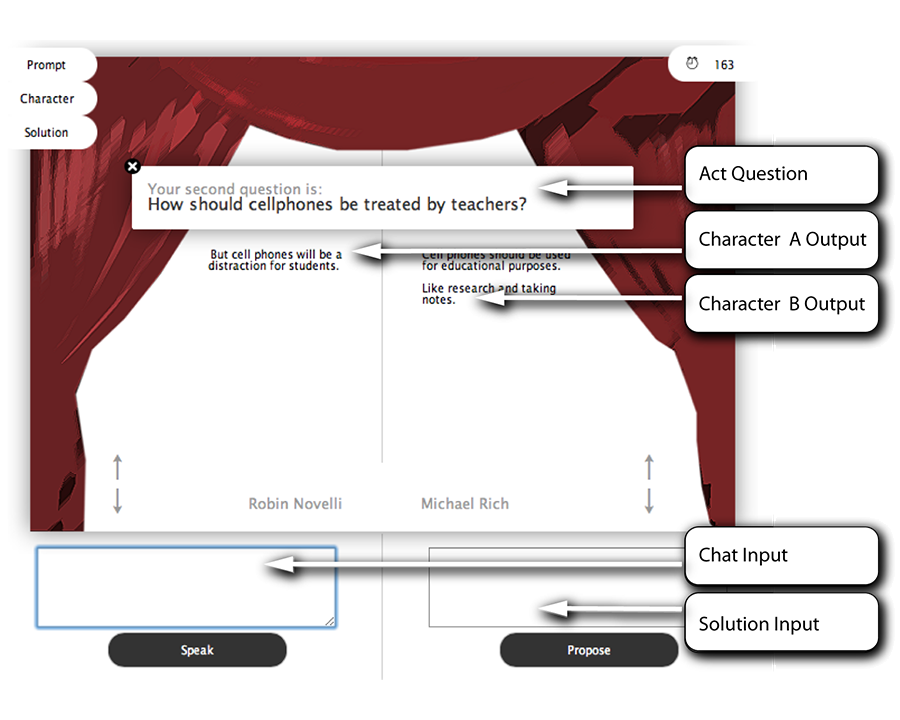 Prompt
163
Character
Solution
Your second question is:
How should cellphones be treated by teachers?
Act Question
But cell phones will be a
distraction for students.
Character A Output
Cell phones should be used
for educational purposes.
Like research and taking
notes.
Character B Output
Robin Novelli
Michael Rich
Chat Input
Solution Input
Speak
Propose